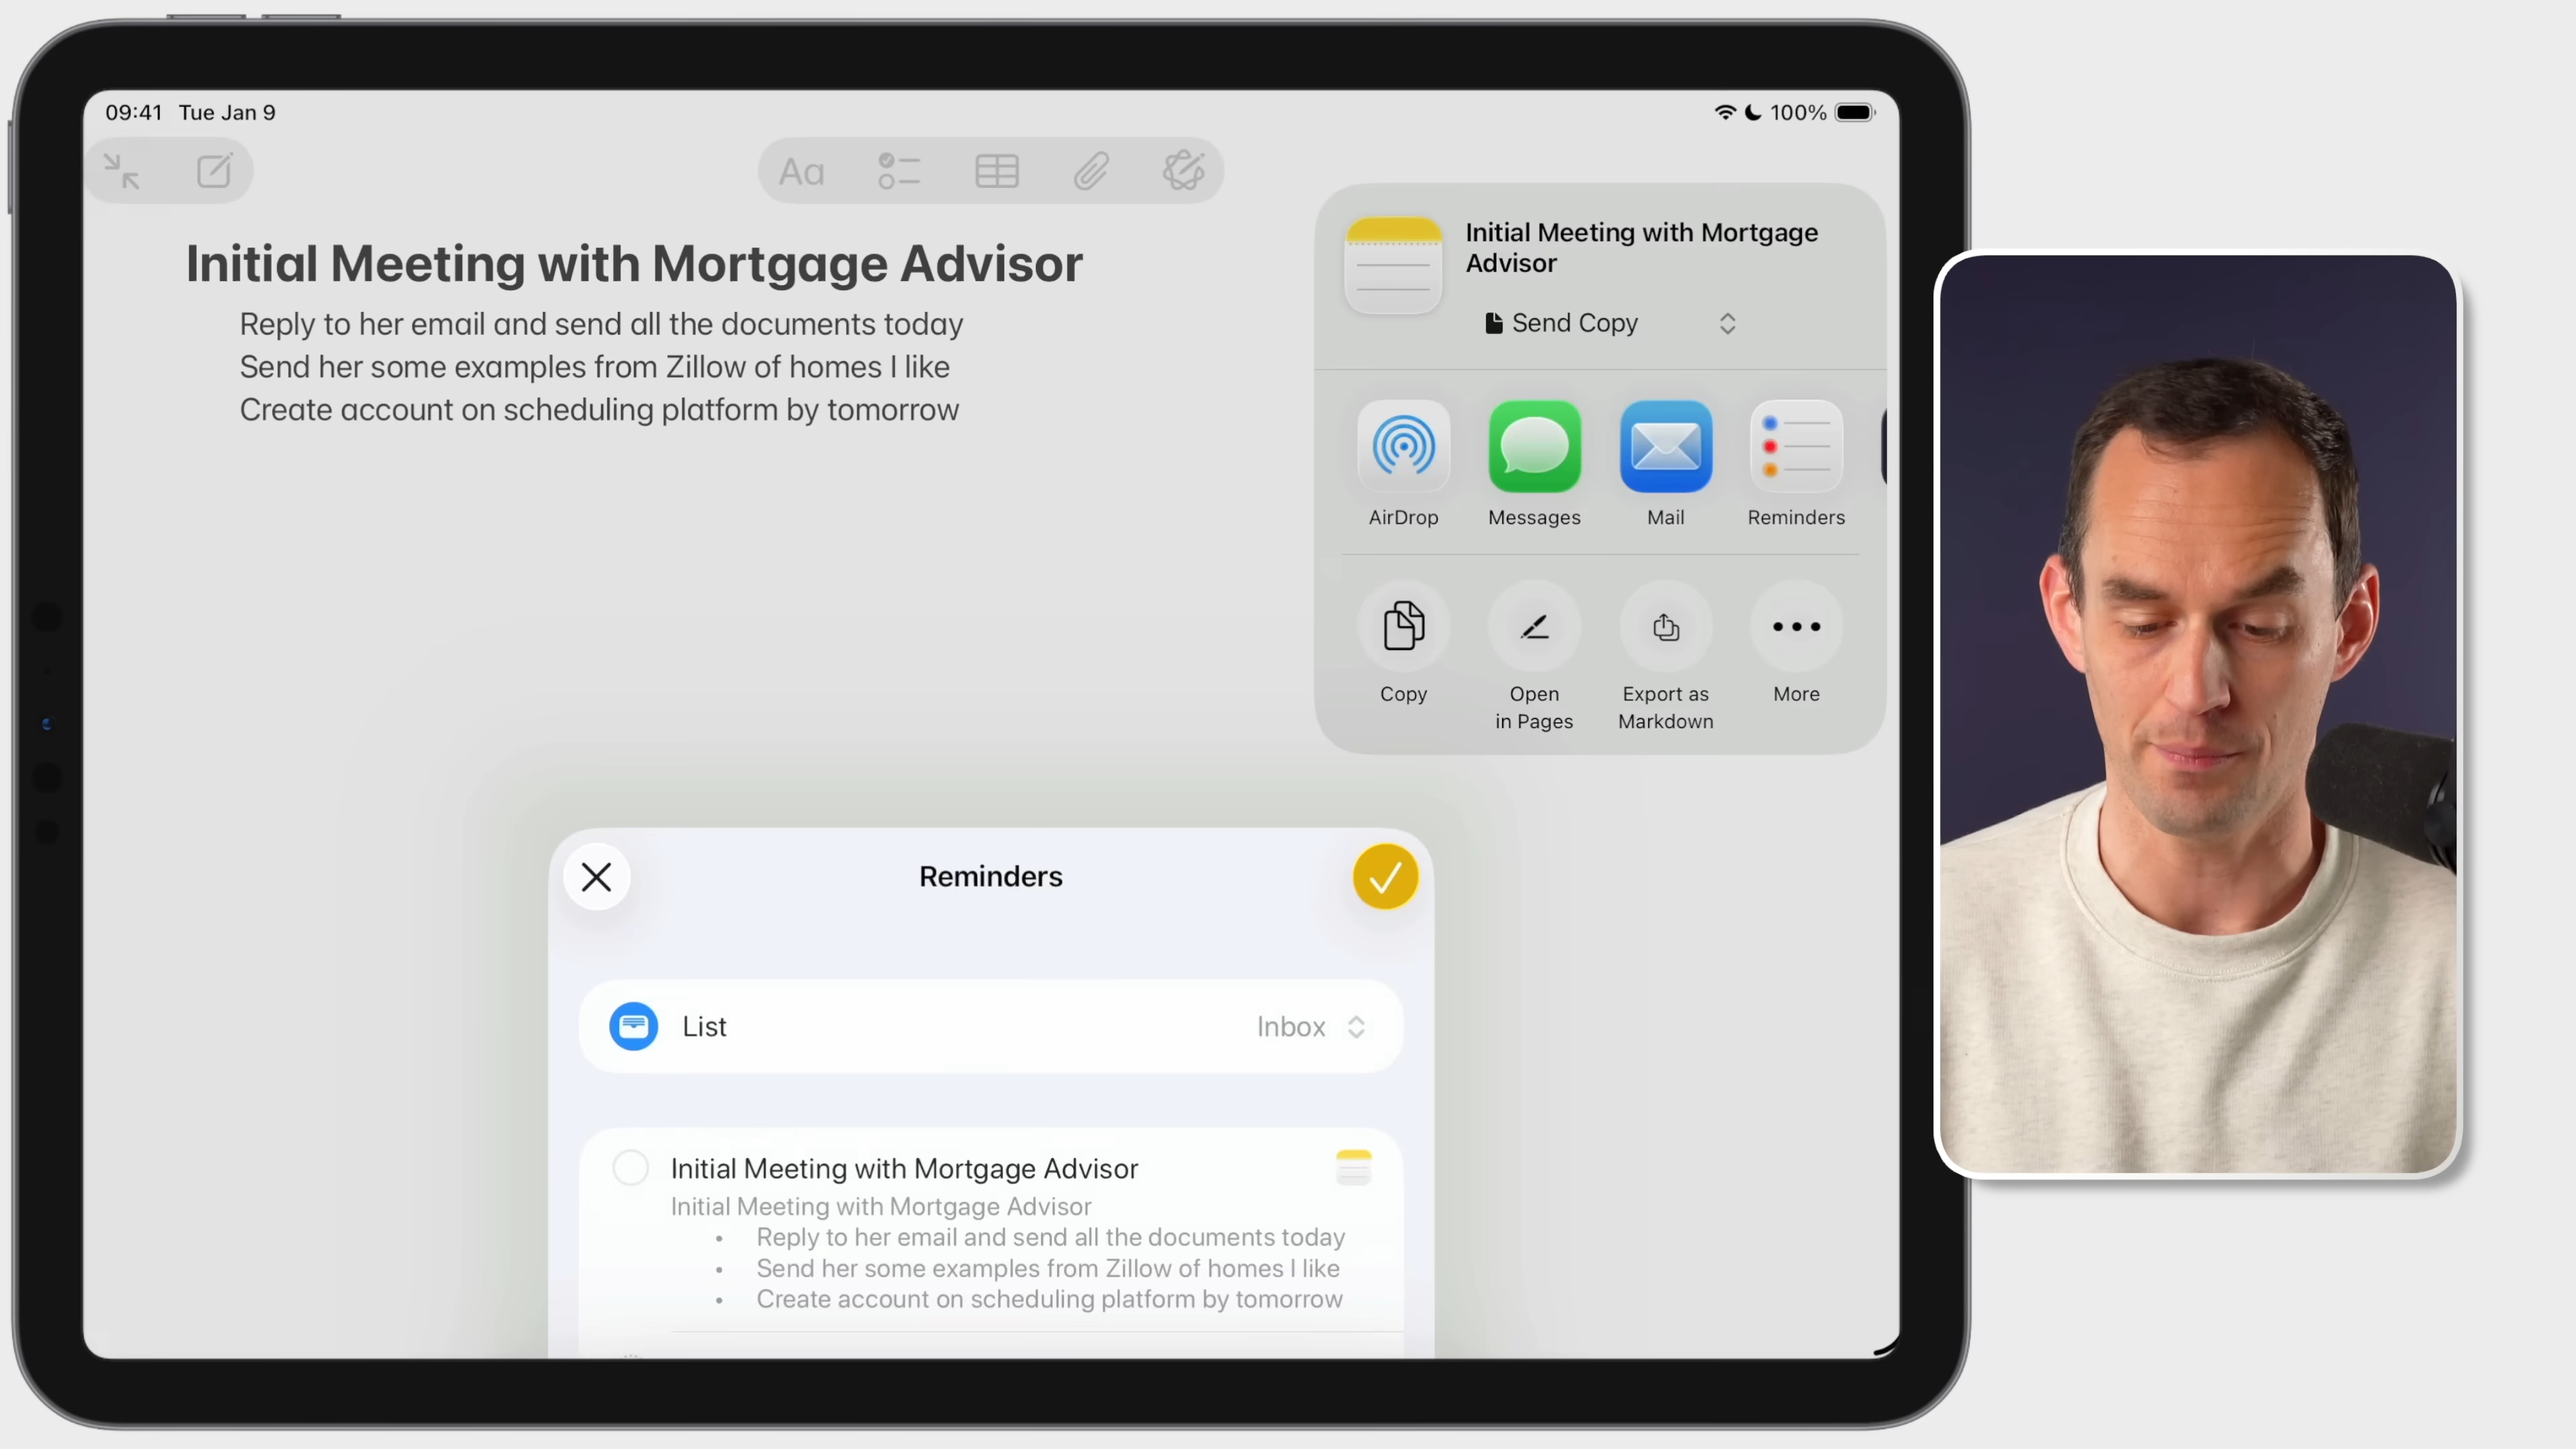 09:41 Tue Jan 9
100%
Aa
Initial Meeting with Mortgage Advisor
Reply to her email and send all the documents today
Send her some examples from Zillow of homes I like
Create account on scheduling platform by tomorrow
Initial Meeting with Mortgage
Advisor
Send Copy
AirDrop
Messages
Mail
Reminders
Copy
Open
in Pages
Export as
Markdown
More
Reminders
List
Inbox
Initial Meeting with Mortgage Advisor
Initial Meeting with Mortgage Advisor
• Reply to her email and send all the documents today
• Send her some examples from Zillow of homes I like
• Create account on scheduling platform by tomorrow